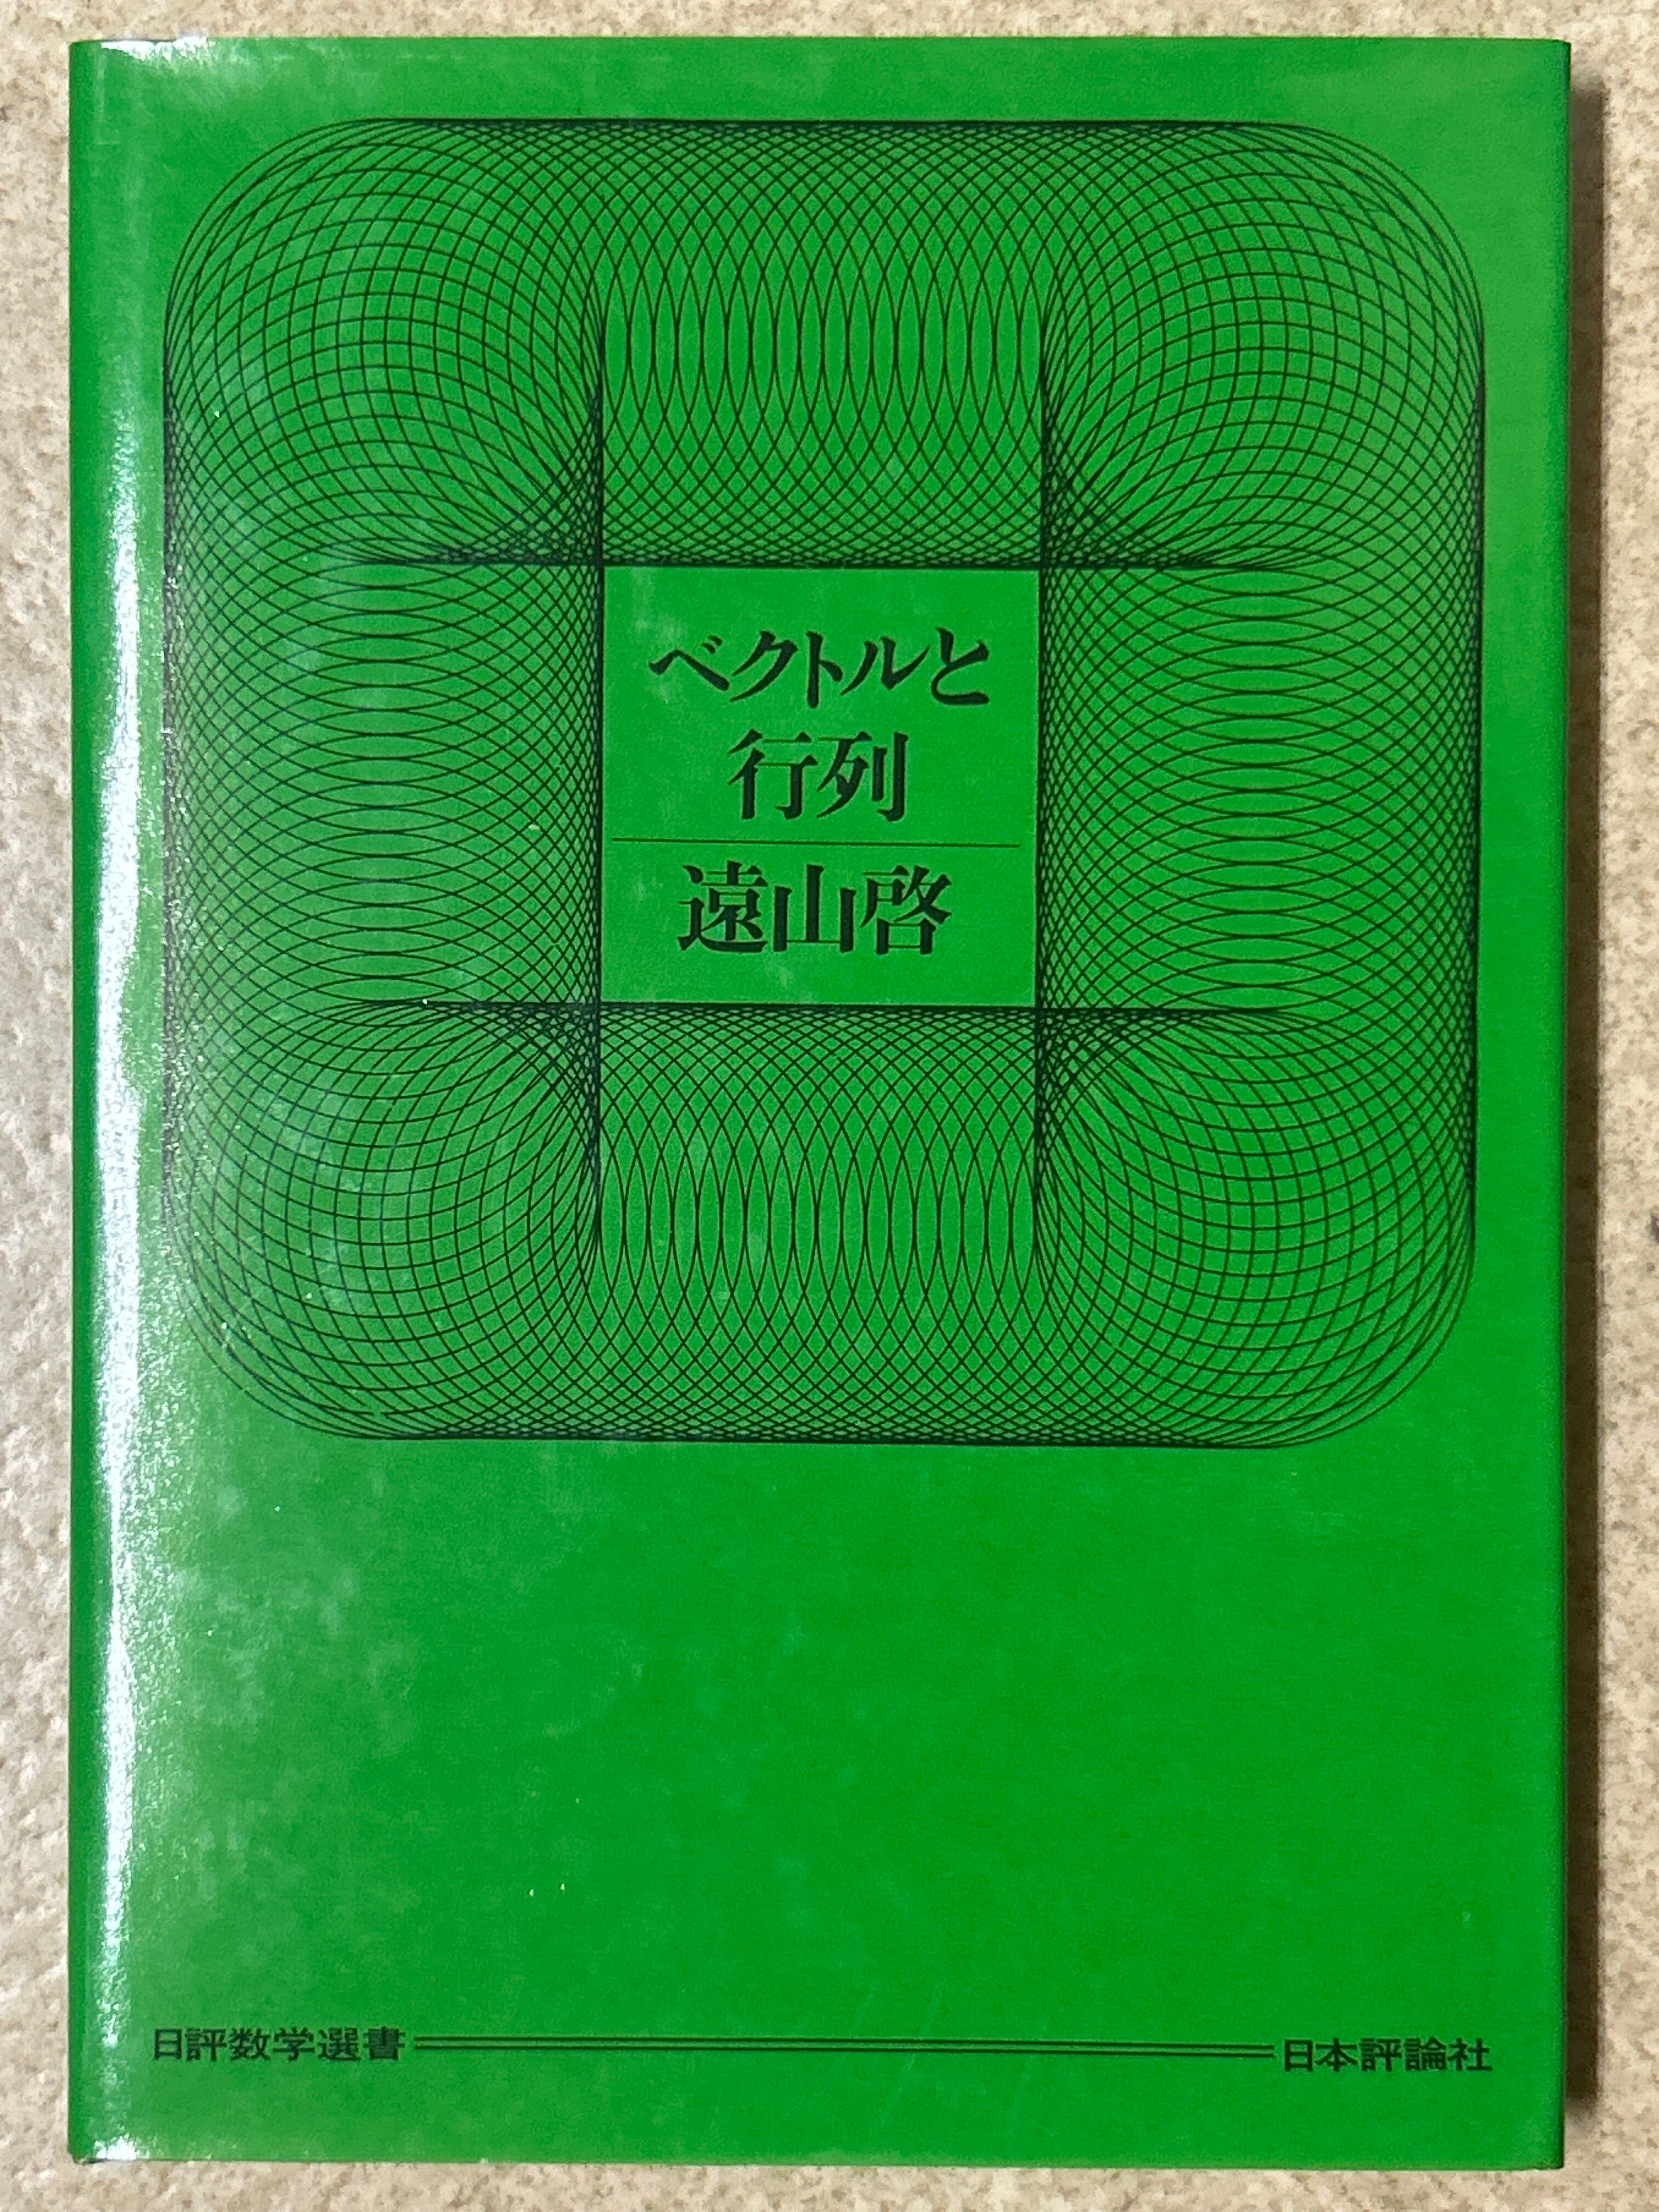 ベクトルと
行列
遠山啓
日評数学選書
日本評論社